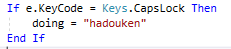 If e.KeyCode = Keys.CapsLock Then
    doing = "hadouken"
End If